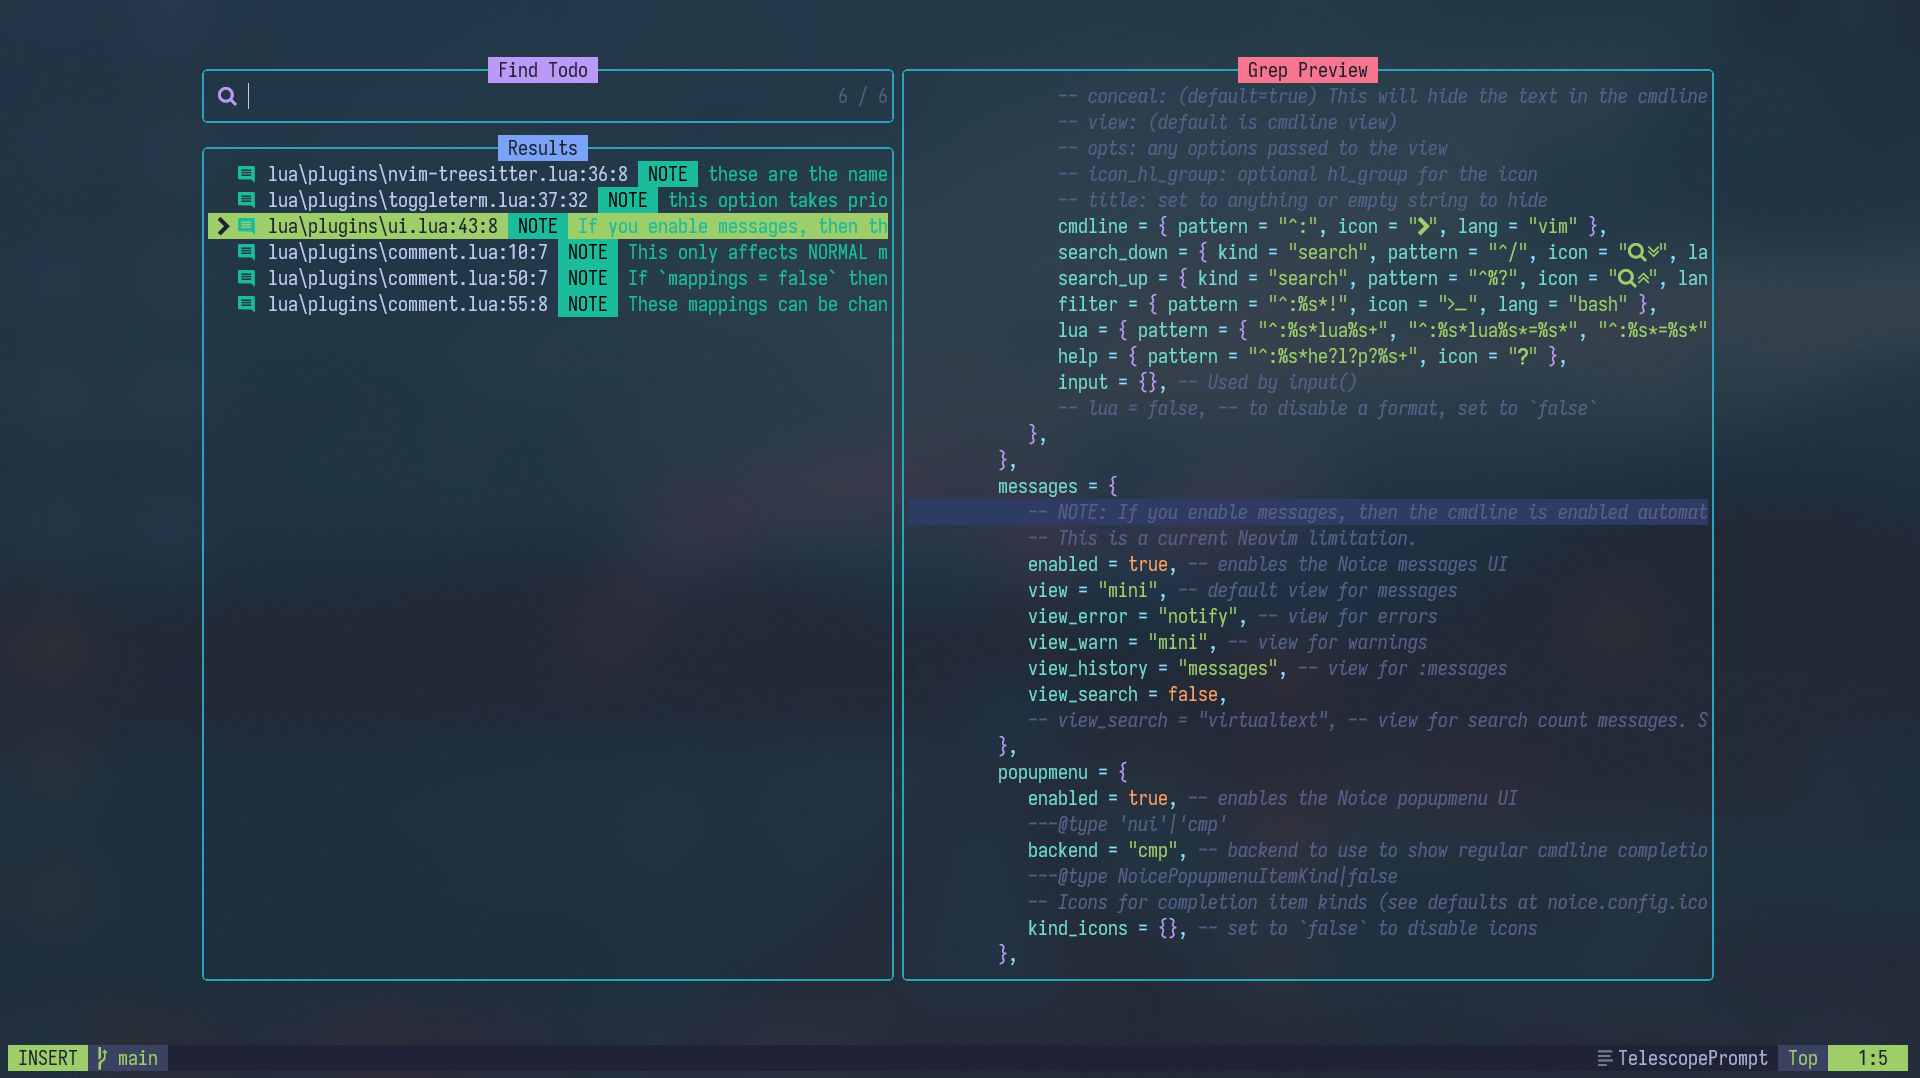 Find Todo
6 / 6
Results
lua\plugins\nvim-treesitter.lua:36:8 NOTE these are the name
lua\plugins\toggleterm.lua:37:32 NOTE this option takes prio
lua\plugins\ui.lua:43:8 NOTE If you enable messages, then th
lua\plugins\comment.lua:10:7 NOTE This only affects NORMAL m
lua\plugins\comment.lua:50:7 NOTE If `mappings = false` then
lua\plugins\comment.lua:55:8 NOTE These mappings can be chan
Grep Preview
-- conceal: (default=true) This will hide the text in the cmdline
-- view: (default is cmdline view)
-- opts: any options passed to the view
-- icon_hl_group: optional hl_group for the icon
-- title: set to anything or empty string to hide
cmdline = { pattern = "^:", icon = "", lang = "vim" },
search_down = { kind = "search", pattern = "^/", icon = " ", la
search_up = { kind = "search", pattern = "^%?", icon = " ", lan
filter = { pattern = "^:%s*!", icon = ">_", lang = "bash" },
lua = { pattern = { "^:%s*lua%s+", "^:%s*lua%s*=%s*", "^:%s*=%s*"
help = { pattern = "^:%s*he?l?p?%s+", icon = "?" },
input = {}, -- Used by input()
-- lua = false, -- to disable a format, set to `false`
},
},
messages = {
-- NOTE: If you enable messages, then the cmdline is enabled automat
-- This is a current Neovim limitation.
enabled = true, -- enables the Noice messages UI
view = "mini", -- default view for messages
view_error = "notify", -- view for errors
view_warn = "mini", -- view for warnings
view_history = "messages", -- view for :messages
view_search = false,
-- view_search = "virtualtext", -- view for search count messages. S
},
popupmenu = {
enabled = true, -- enables the Noice popupmenu UI
---@type 'nui'|'cmp'
backend = "cmp", -- backend to use to show regular cmdline completio
---@type NoicePopupmenuItemKind|false
-- Icons for completion item kinds (see defaults at noice.config.ico
kind_icons = {}, -- set to `false` to disable icons
},
INSERT main TelescopePrompt Top 1:5